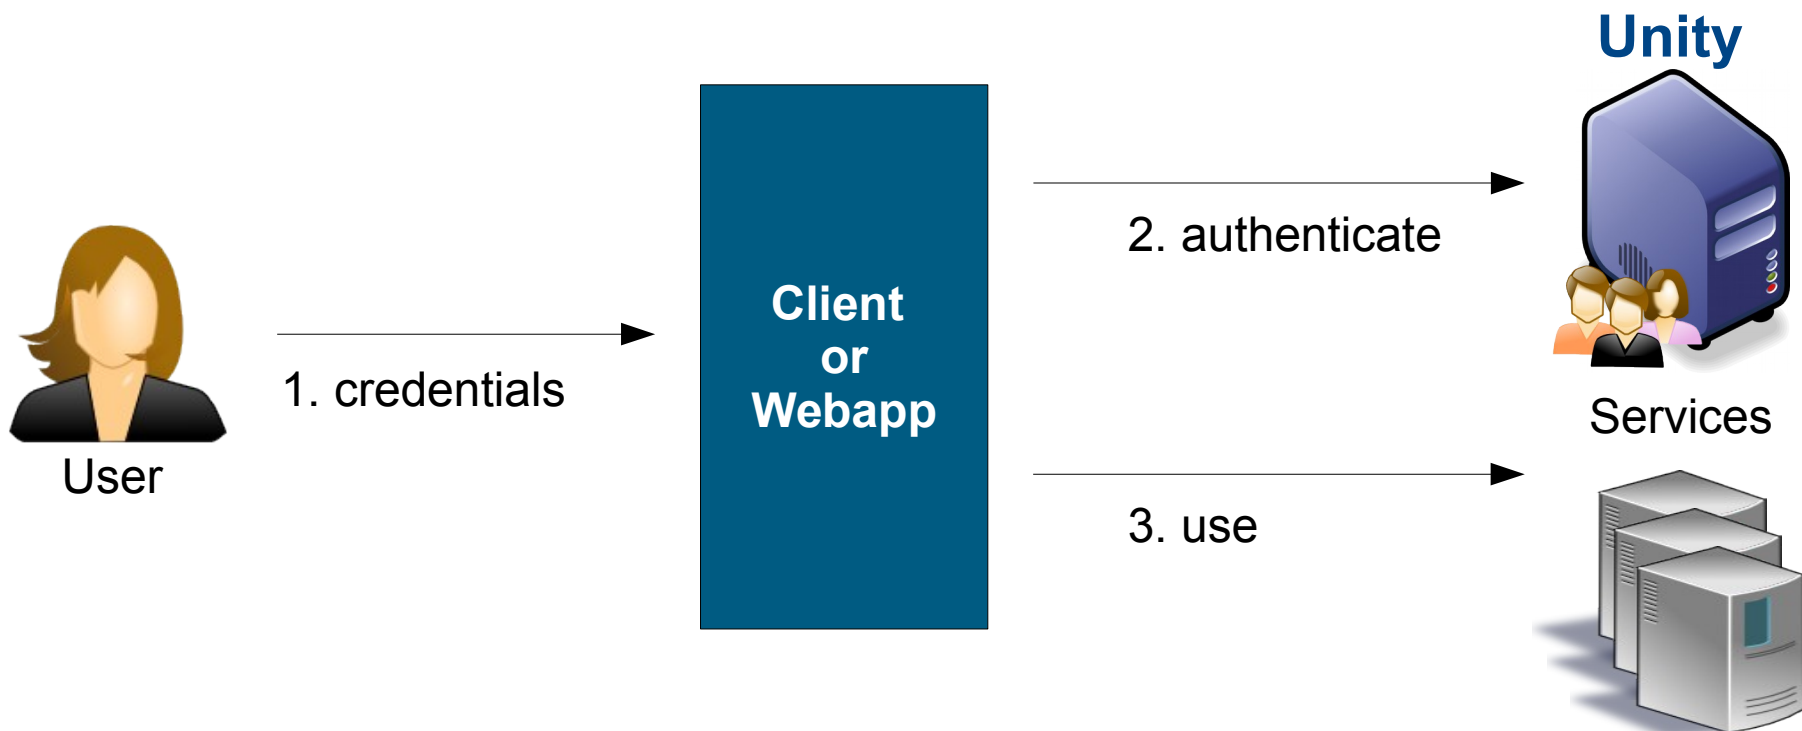 Unity
2. authenticate
Client
or
Webapp
1. credentials
Services
User
3. use